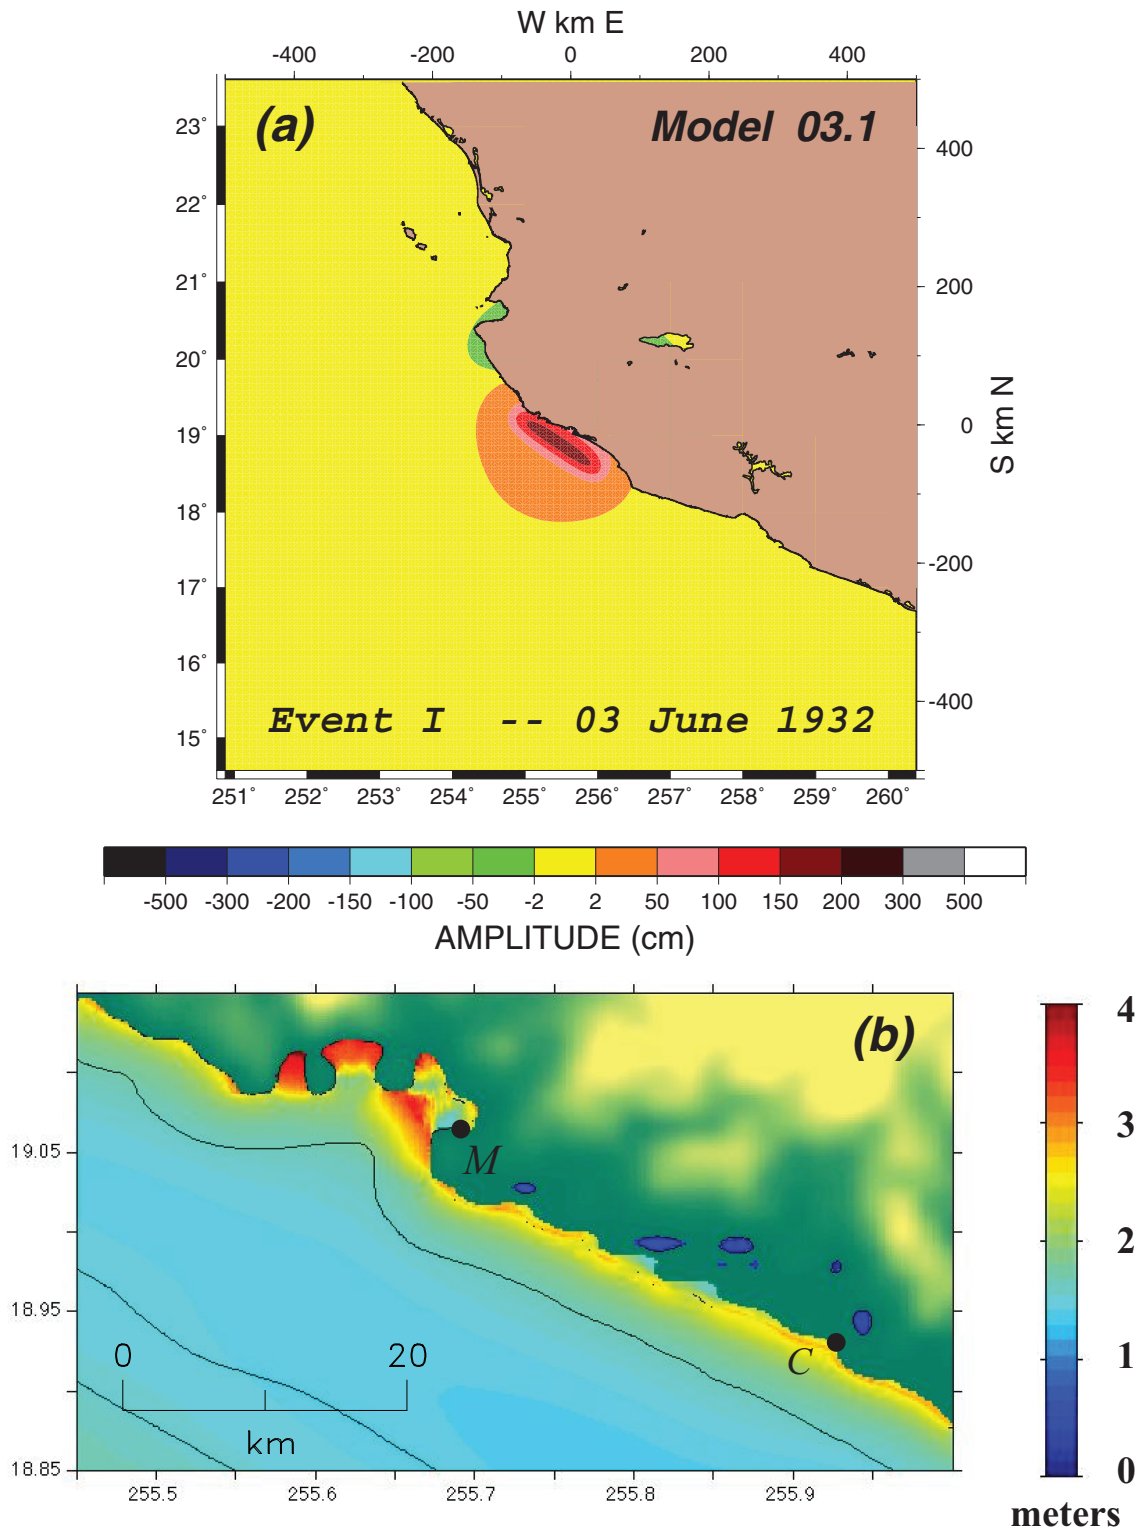 W km E
-400 -200 0 200 400
(a) Model 03.1
23°
22°
21°
20°
19°
18°
17°
16°
15°
400
200
0
-200
-400
S km N
Event I -- 03 June 1932
251° 252° 253° 254° 255° 256° 257° 258° 259° 260°
-500 -300 -200 -150 -100 -50 -2 2 50 100 150 200 300 500
AMPLITUDE (cm)
(b)
M
C
19.05
18.95
18.85
0 20
km
255.5 255.6 255.7 255.8 255.9
4
3
2
1
0
meters